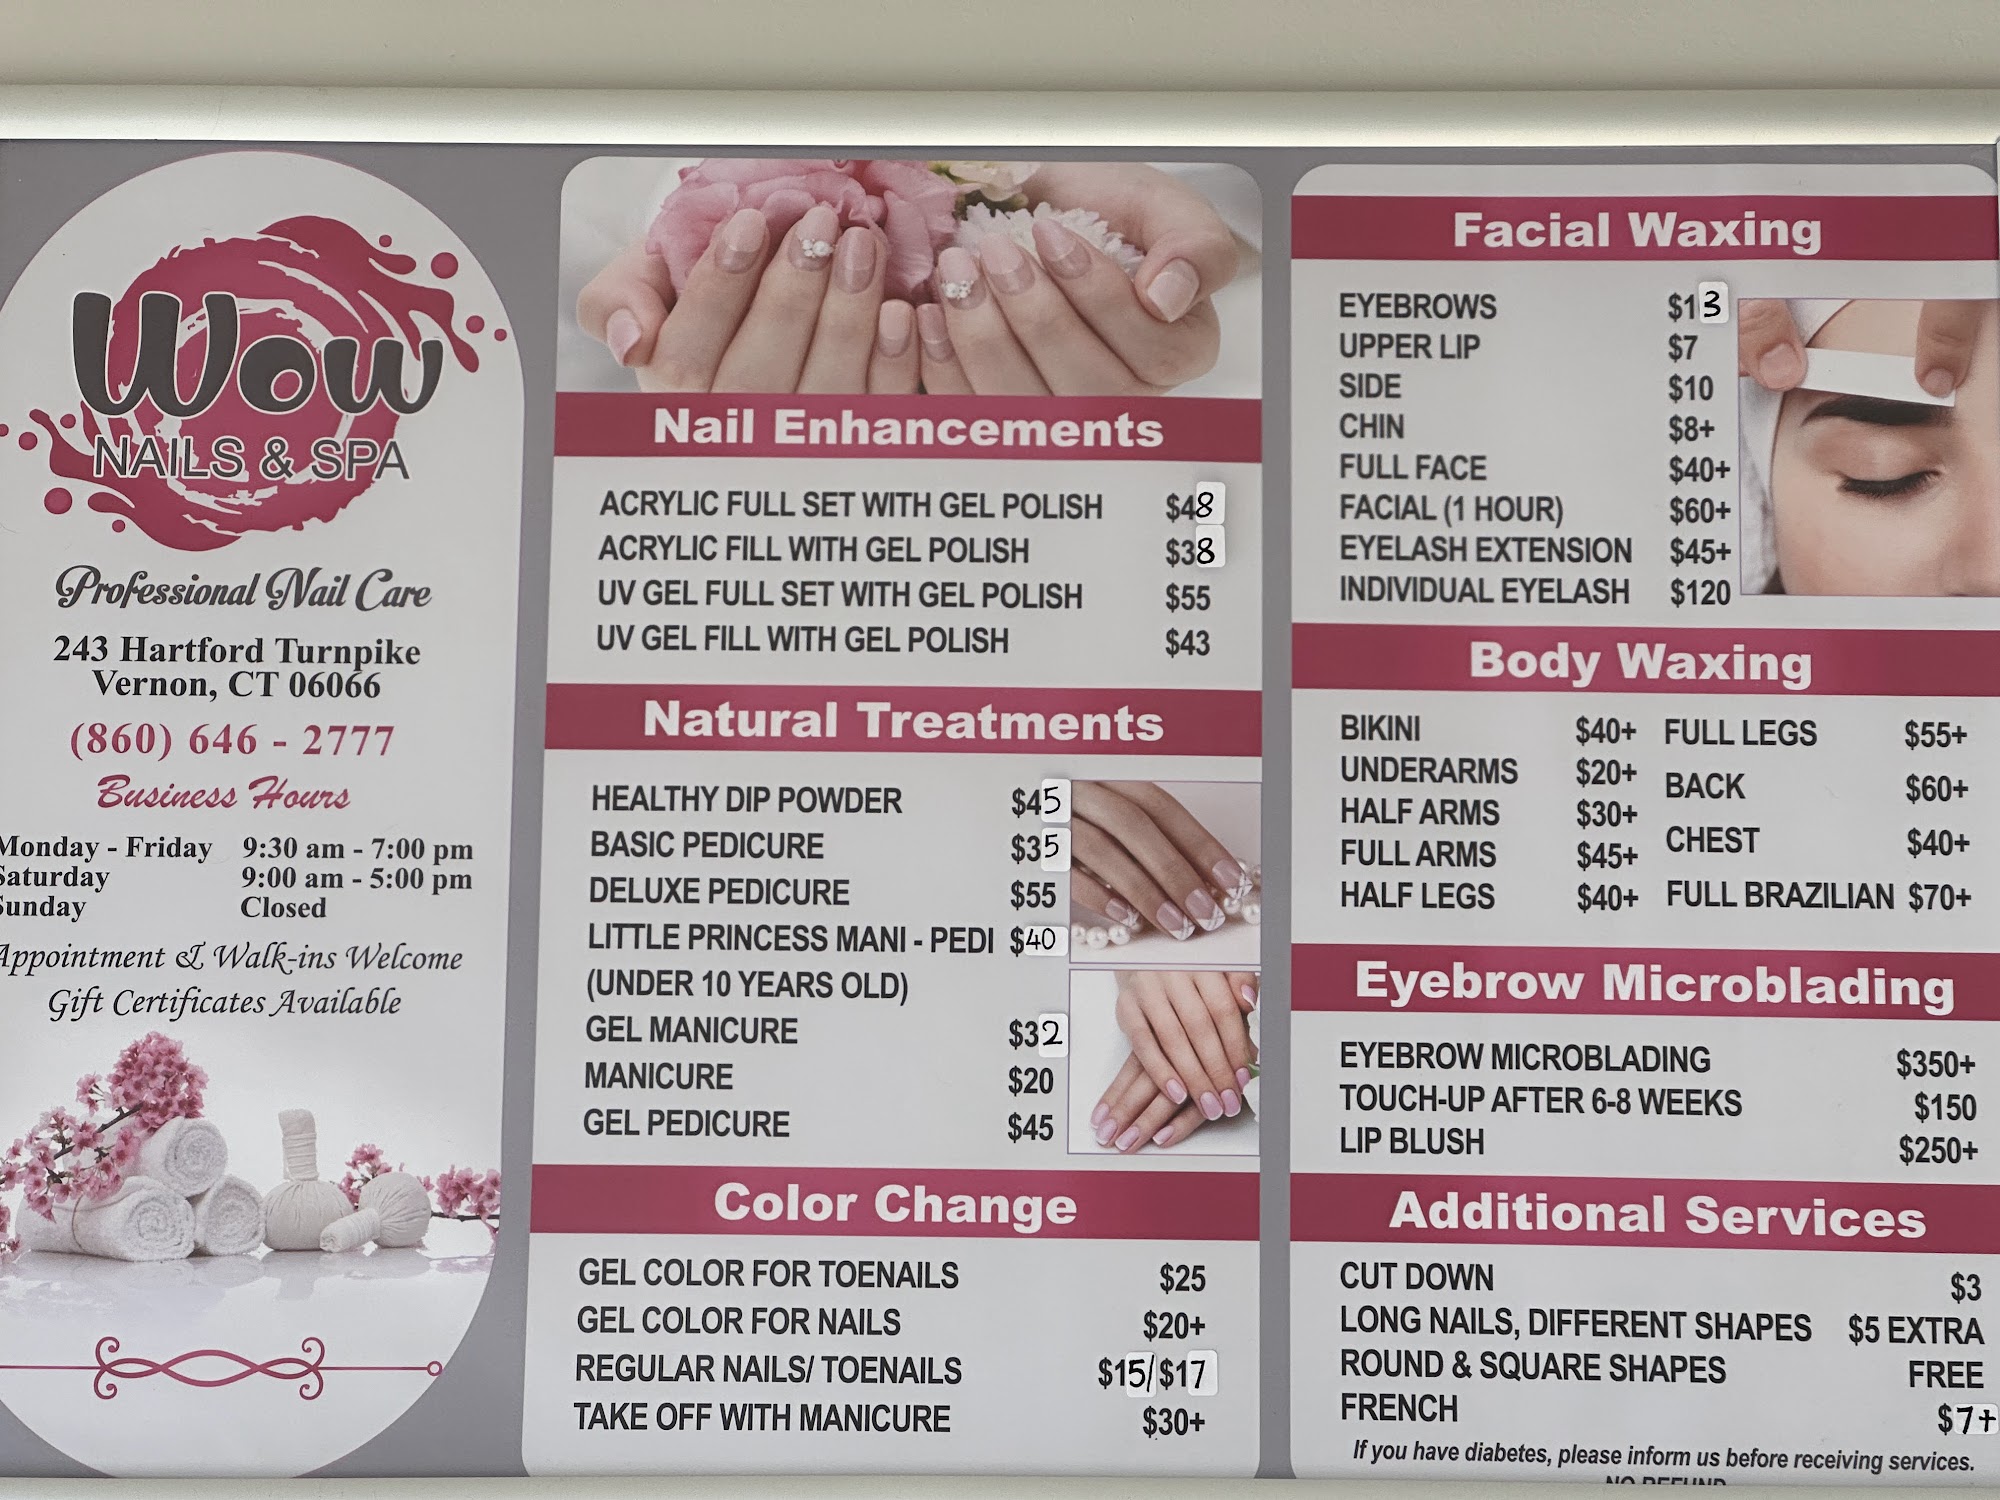 Wow
NAILS & SPA
Professional Nail Care
243 Hartford Turnpike
Vernon, CT 06066
(860) 646 - 2777
Business Hours
Monday - Friday 9:30 am - 7:00 pm
Saturday 9:00 am - 5:00 pm
Sunday Closed
Appointment & Walk-ins Welcome
Gift Certificates Available
Nail Enhancements
ACRYLIC FULL SET WITH GEL POLISH $48
ACRYLIC FILL WITH GEL POLISH $38
UV GEL FULL SET WITH GEL POLISH $55
UV GEL FILL WITH GEL POLISH $43
Natural Treatments
HEALTHY DIP POWDER $45
BASIC PEDICURE $35
DELUXE PEDICURE $55
LITTLE PRINCESS MANI - PEDI $40
(UNDER 10 YEARS OLD)
GEL MANICURE $32
MANICURE $20
GEL PEDICURE $45
Color Change
GEL COLOR FOR TOENAILS $25
GEL COLOR FOR NAILS $20+
REGULAR NAILS/ TOENAILS $15/$17
TAKE OFF WITH MANICURE $30+
Facial Waxing
EYEBROWS $13
UPPER LIP $7
SIDE $10
CHIN $8+
FULL FACE $40+
FACIAL (1 HOUR) $60+
EYELASH EXTENSION $45+
INDIVIDUAL EYELASH $120
Body Waxing
BIKINI $40+
UNDERARMS $20+
HALF ARMS $30+
FULL ARMS $45+
HALF LEGS $40+
FULL LEGS $55+
BACK $60+
CHEST $40+
FULL BRAZILIAN $70+
Eyebrow Microblading
EYEBROW MICROBLADING $350+
TOUCH-UP AFTER 6-8 WEEKS $150
LIP BLUSH $250+
Additional Services
CUT DOWN $3
LONG NAILS, DIFFERENT SHAPES $5 EXTRA
ROUND & SQUARE SHAPES FREE
FRENCH $7+
If you have diabetes, please inform us before receiving services.
NO REFUND